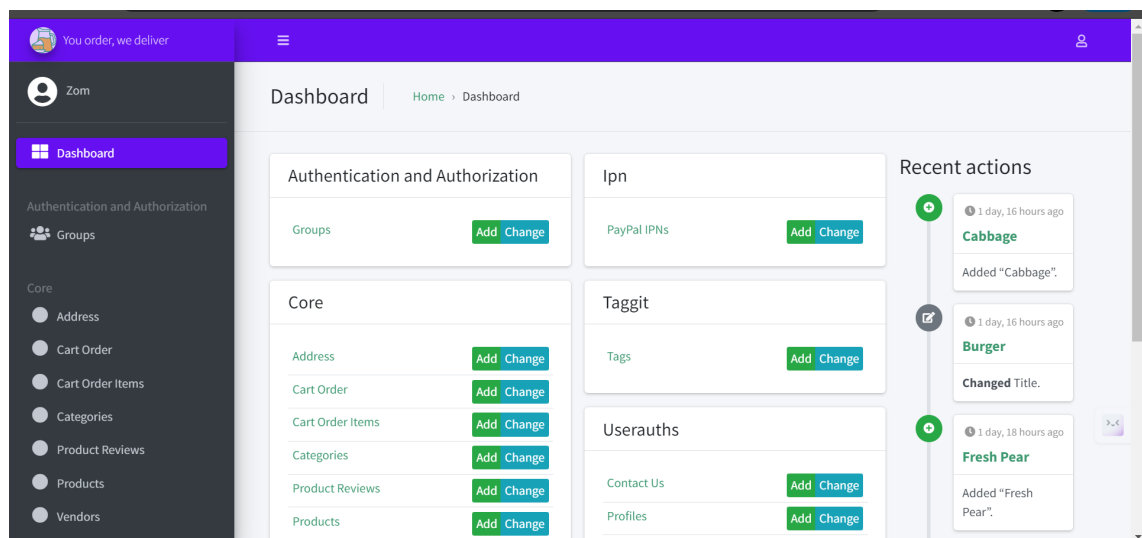 You order, we deliver
Zom
Dashboard
Authentication and Authorization
Groups
Core
Address
Cart Order
Cart Order Items
Categories
Product Reviews
Products
Vendors
Dashboard
Home › Dashboard
Authentication and Authorization
Groups Add Change
Core
Address Add Change
Cart Order Add Change
Cart Order Items Add Change
Categories Add Change
Product Reviews Add Change
Products Add Change
Ipn
PayPal IPNs Add Change
Taggit
Tags Add Change
Userauths
Contact Us Add Change
Profiles Add Change
Recent actions
1 day, 16 hours ago
Cabbage
Added “Cabbage”.
1 day, 16 hours ago
Burger
Changed Title.
1 day, 18 hours ago
Fresh Pear
Added “Fresh
Pear”.